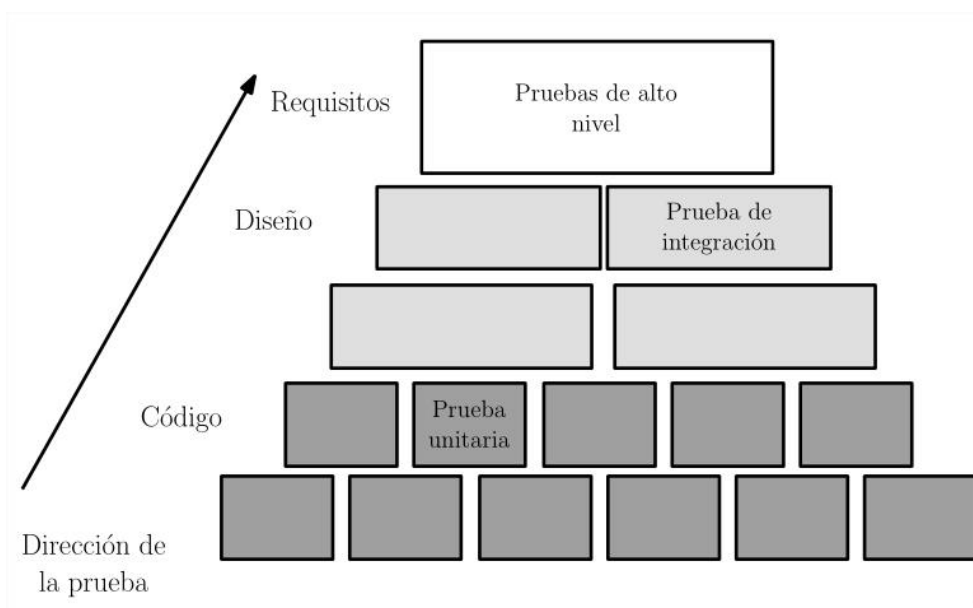 Requisitos
Pruebas de alto
nivel
Diseño
Prueba de
integración
Código
Prueba
unitaria
Dirección de
la prueba